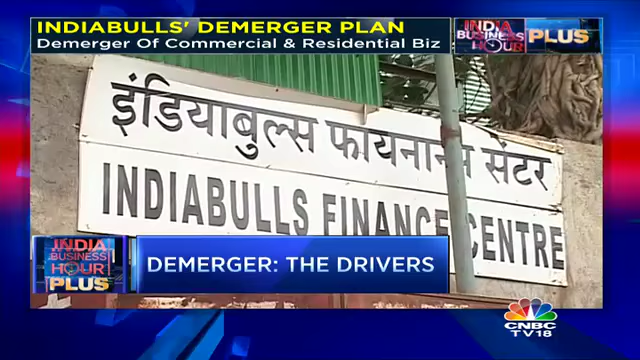 INDIABULLS' DEMERGER PLAN
Demerger Of Commercial & Residential Biz
INDIA
BUSINESS
HOUR
PLUS
इंडियाबुल्स फायनान्स सेंटर
INDIABULLS FINANCE CENTRE
INDIA
BUSINESS
HOUR
PLUS
DEMERGER: THE DRIVERS
CNBC
TV18